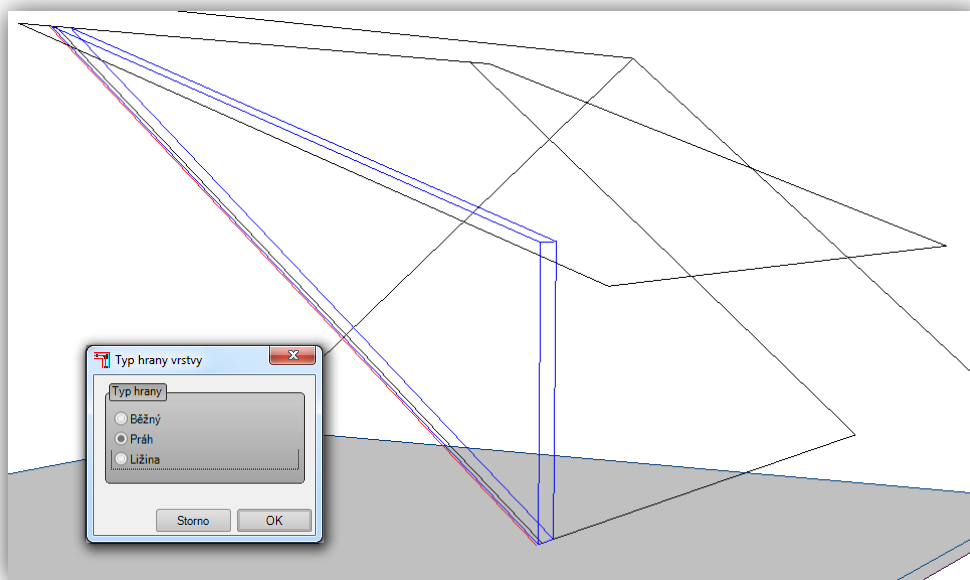 Typ hrany vrstvy
Typ hrany
Běžný
Práh
Ližina
Storno
OK